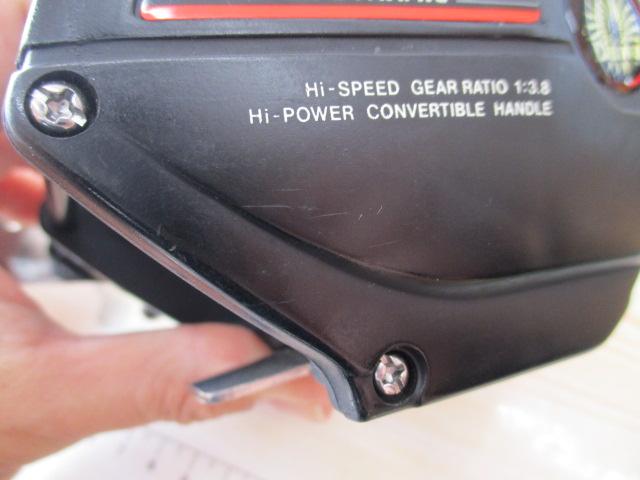 Hi-SPEED GEAR RATIO 1:3.8
Hi-POWER CONVERTIBLE HANDLE